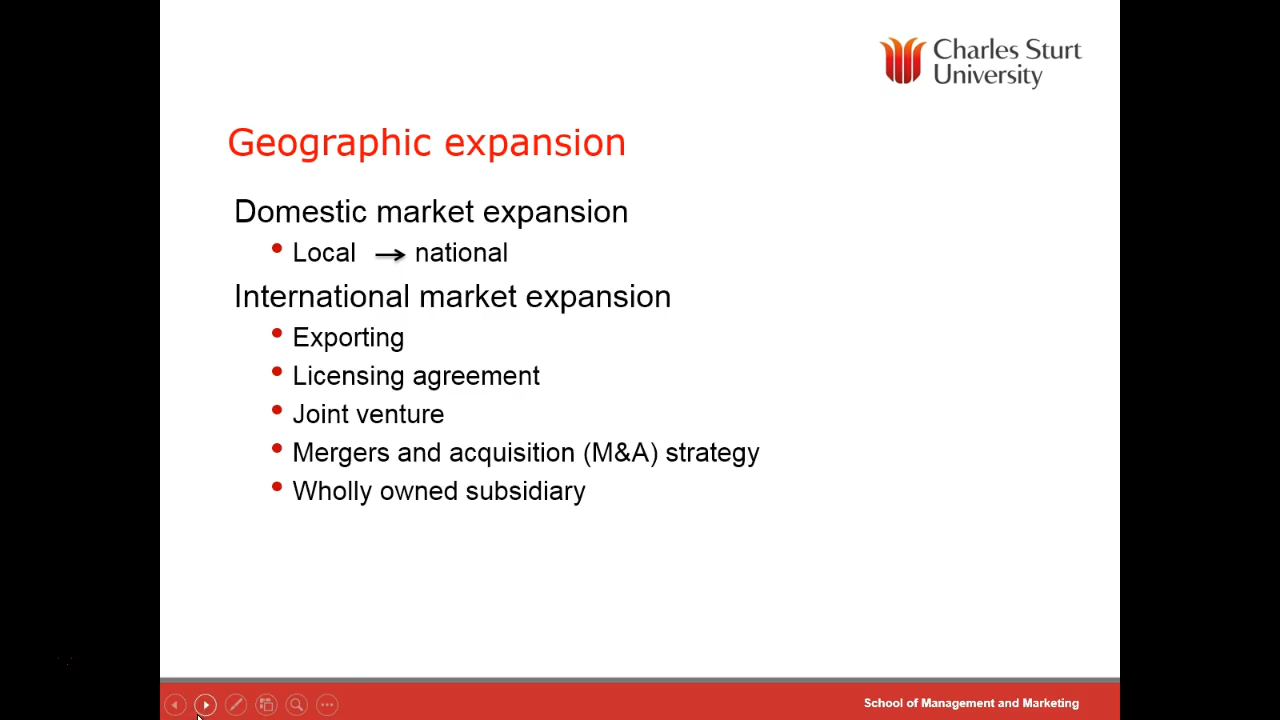 Charles Sturt
University
Geographic expansion
Domestic market expansion
• Local → national
International market expansion
• Exporting
• Licensing agreement
• Joint venture
• Mergers and acquisition (M&A) strategy
• Wholly owned subsidiary
School of Management and Marketing